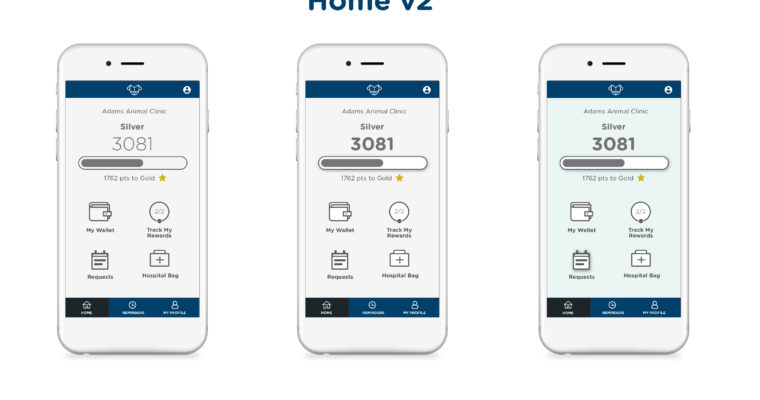 Home v2
Adams Animal Clinic
Silver
3081
1762 pts to Gold
2/2
My Wallet
Track My
Rewards
Requests
Hospital Bag
HOME
REMINDERS
MY PROFILE
Adams Animal Clinic
Silver
3081
1762 pts to Gold
2/2
My Wallet
Track My
Rewards
Requests
Hospital Bag
HOME
REMINDERS
MY PROFILE
Adams Animal Clinic
Silver
3081
1762 pts to Gold
2/2
My Wallet
Track My
Rewards
Requests
Hospital Bag
HOME
REMINDERS
MY PROFILE